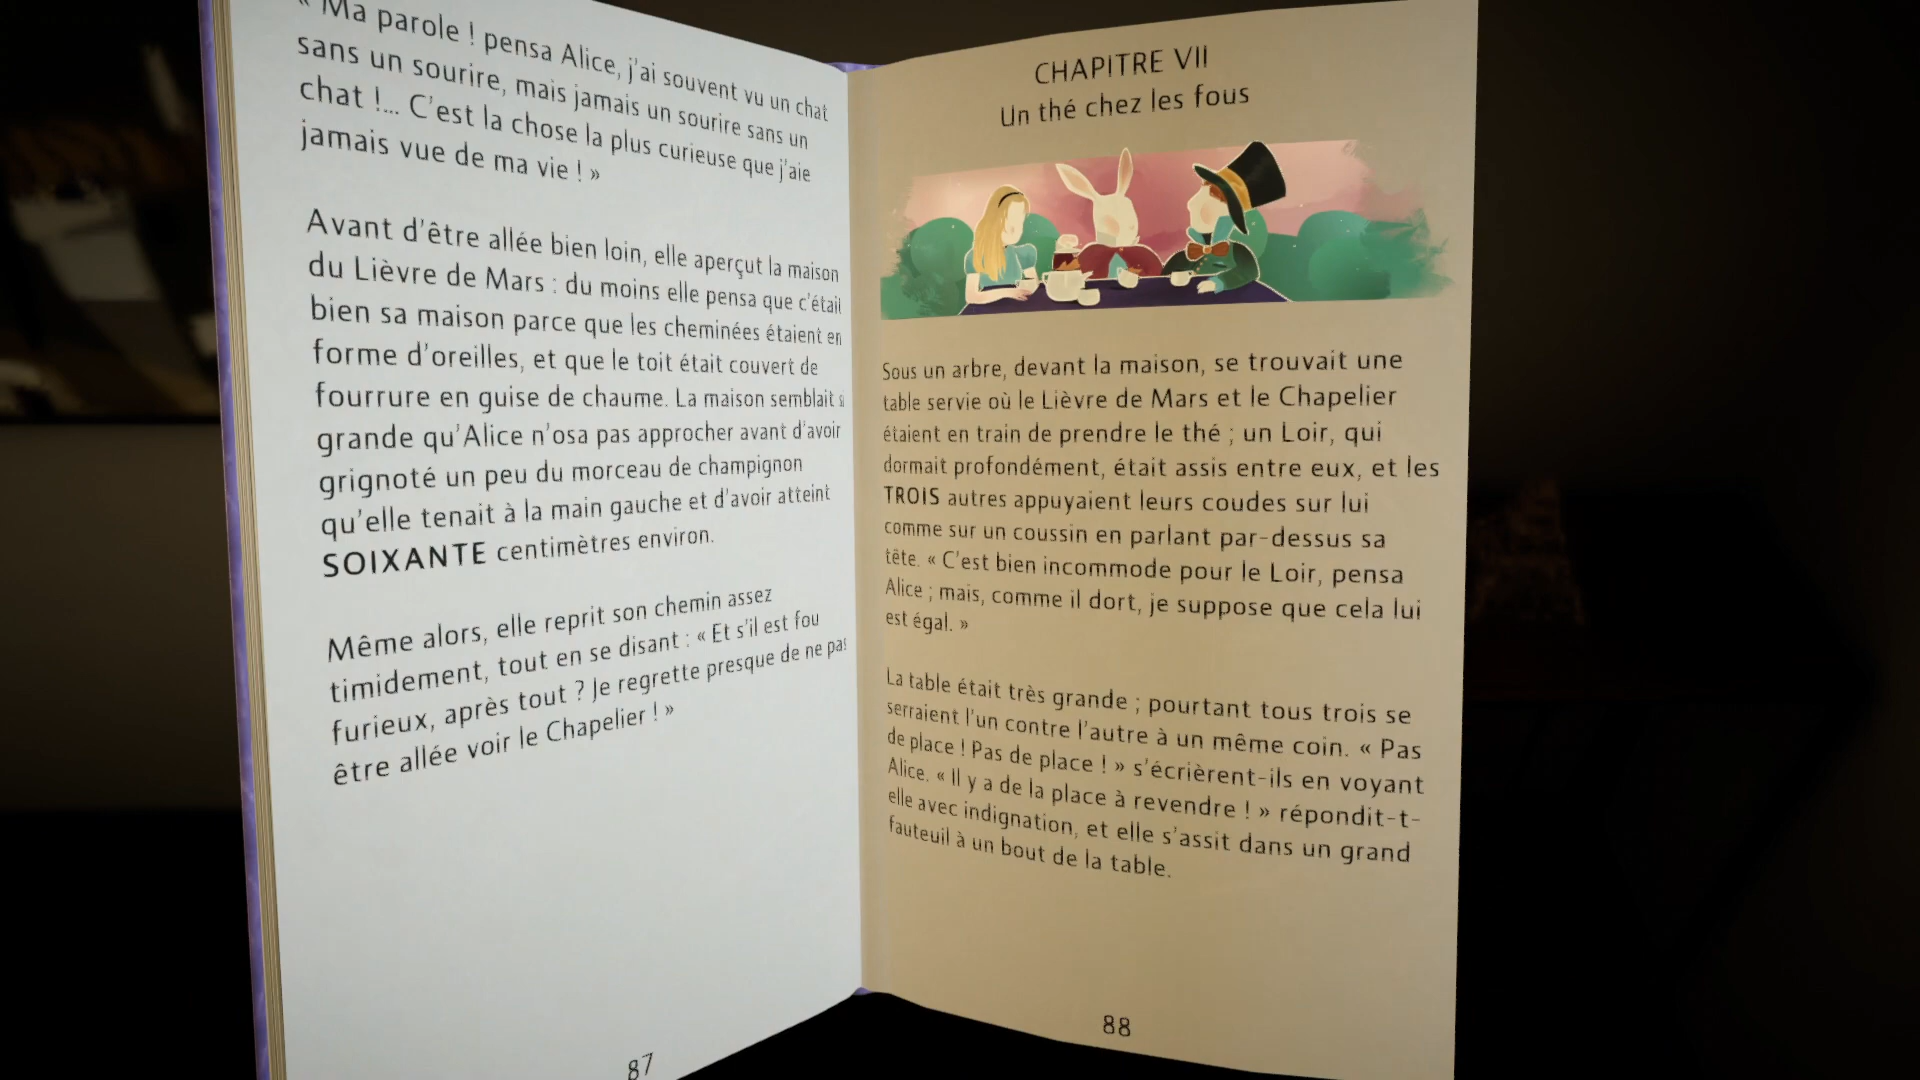 « Ma parole ! pensa Alice, j'ai souvent vu un chat
sans un sourire, mais jamais un sourire sans un
chat !... C'est la chose la plus curieuse que j'aie
jamais vue de ma vie ! »
Avant d'être allée bien loin, elle aperçut la maison
du Lièvre de Mars : du moins elle pensa que c'était
bien sa maison parce que les cheminées étaient en
forme d'oreilles, et que le toit était couvert de
fourrure en guise de chaume. La maison semblait si
grande qu'Alice n'osa pas approcher avant d'avoir
grignoté un peu du morceau de champignon
qu'elle tenait à la main gauche et d'avoir atteint
SOIXANTE centimètres environ.
Même alors, elle reprit son chemin assez
timidement, tout en se disant : « Et s'il est fou
furieux, après tout ? Je regrette presque de ne pas
être allée voir le Chapelier ! »
87
CHAPITRE VII
Un thé chez les fous
Sous un arbre, devant la maison, se trouvait une
table servie où le Lièvre de Mars et le Chapelier
étaient en train de prendre le thé ; un Loir, qui
dormait profondément, était assis entre eux, et les
TROIS autres appuyaient leurs coudes sur lui
comme sur un coussin en parlant par-dessus sa
tête. « C'est bien incommode pour le Loir, pensa
Alice ; mais, comme il dort, je suppose que cela lui
est égal. »
La table était très grande ; pourtant tous trois se
serraient l'un contre l'autre à un même coin. « Pas
de place ! Pas de place ! » s'écrièrent-ils en voyant
Alice. « Il y a de la place à revendre ! » répondit-t-
elle avec indignation, et elle s'assit dans un grand
fauteuil à un bout de la table.
88